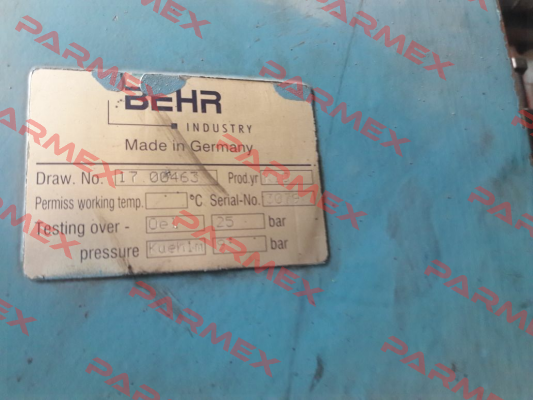 PARMEX
BEHR
INDUSTRY
Made in Germany
Draw. No. 17 00463 Prod.yr.
Permiss working temp. °C Serial-No.
Testing over- Oel 25 bar
pressure bar